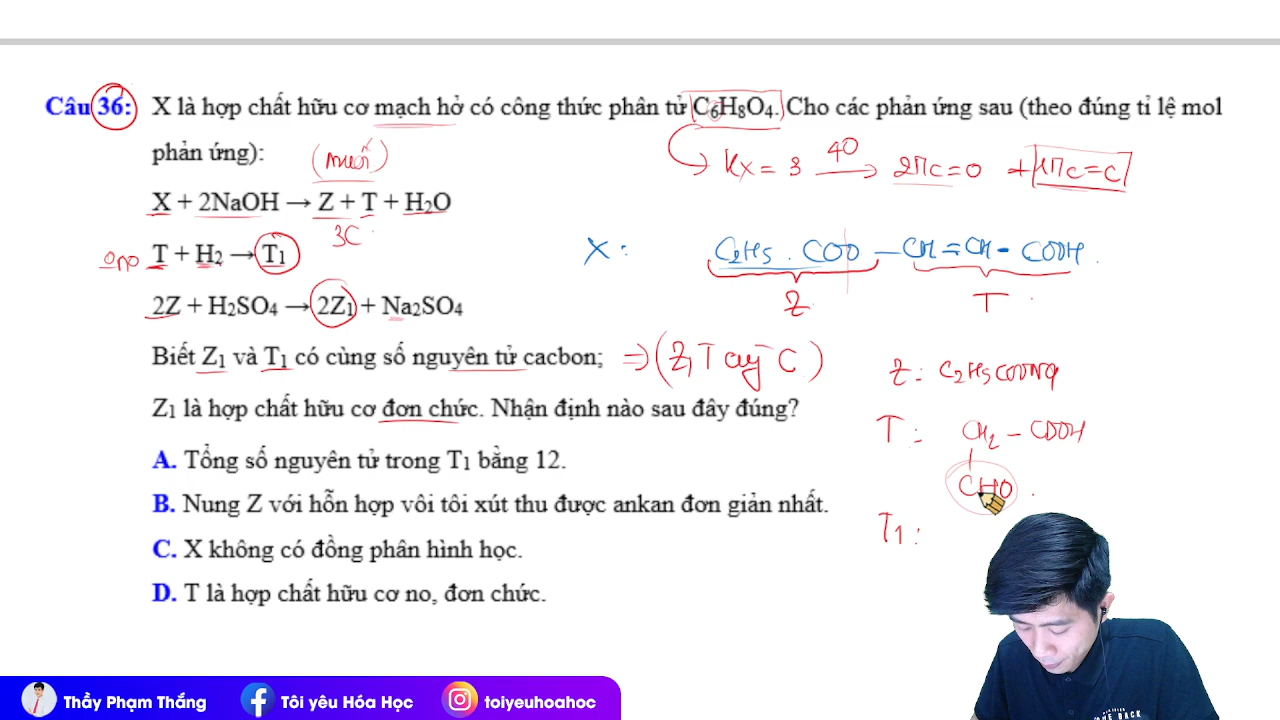 Câu 36: X là hợp chất hữu cơ mạch hở có công thức phân tử C6H8O4. Cho các phản ứng sau (theo đúng tỉ lệ mol
phản ứng):
(muối)
kx = 3 4O → 2πc=O + 1πc=c
X + 2NaOH → Z + T + H2O
3C
no T + H2 → T1
X : C2H5 . COO – CH = CH – COOH .
Z T
2Z + H2SO4 → 2Z1 + Na2SO4
Biết Z1 và T1 có cùng số nguyên tử cacbon; ⇒ (Z, T C)
Z : C2H5COONa
Z1 là hợp chất hữu cơ đơn chức. Nhận định nào sau đây đúng?
T : CH2 – COOH
CHO .
A. Tổng số nguyên tử trong T1 bằng 12.
B. Nung Z với hỗn hợp vôi tôi xút thu được ankan đơn giản nhất.
T1 :
C. X không có đồng phân hình học.
D. T là hợp chất hữu cơ no, đơn chức.
Thầy Phạm Thắng
Tôi yêu Hóa Học
toiyeuhoahoc